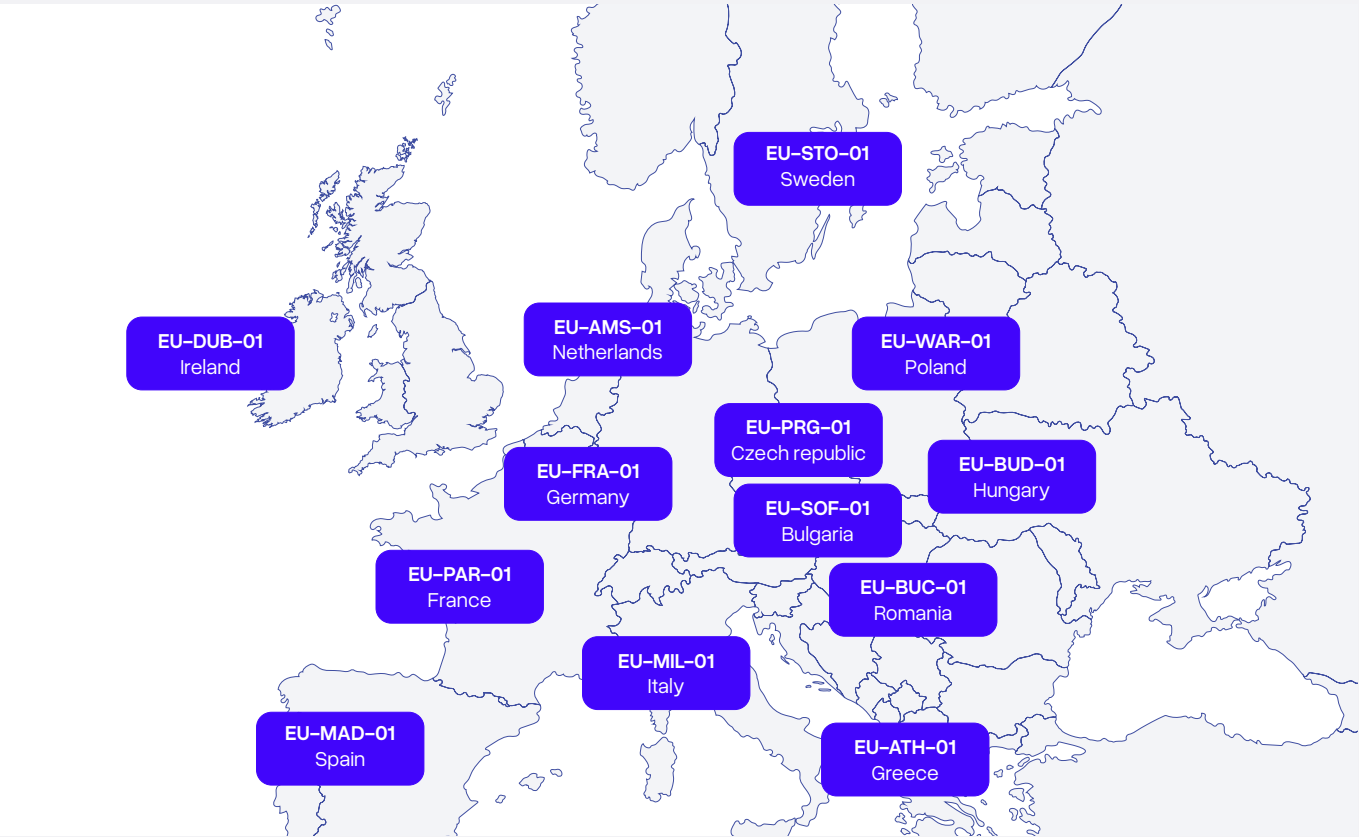 EU-STO-01
Sweden
EU-DUB-01
Ireland
EU-AMS-01
Netherlands
EU-WAR-01
Poland
EU-PRG-01
Czech republic
EU-FRA-01
Germany
EU-BUD-01
Hungary
EU-SOF-01
Bulgaria
EU-PAR-01
France
EU-BUC-01
Romania
EU-MIL-01
Italy
EU-MAD-01
Spain
EU-ATH-01
Greece